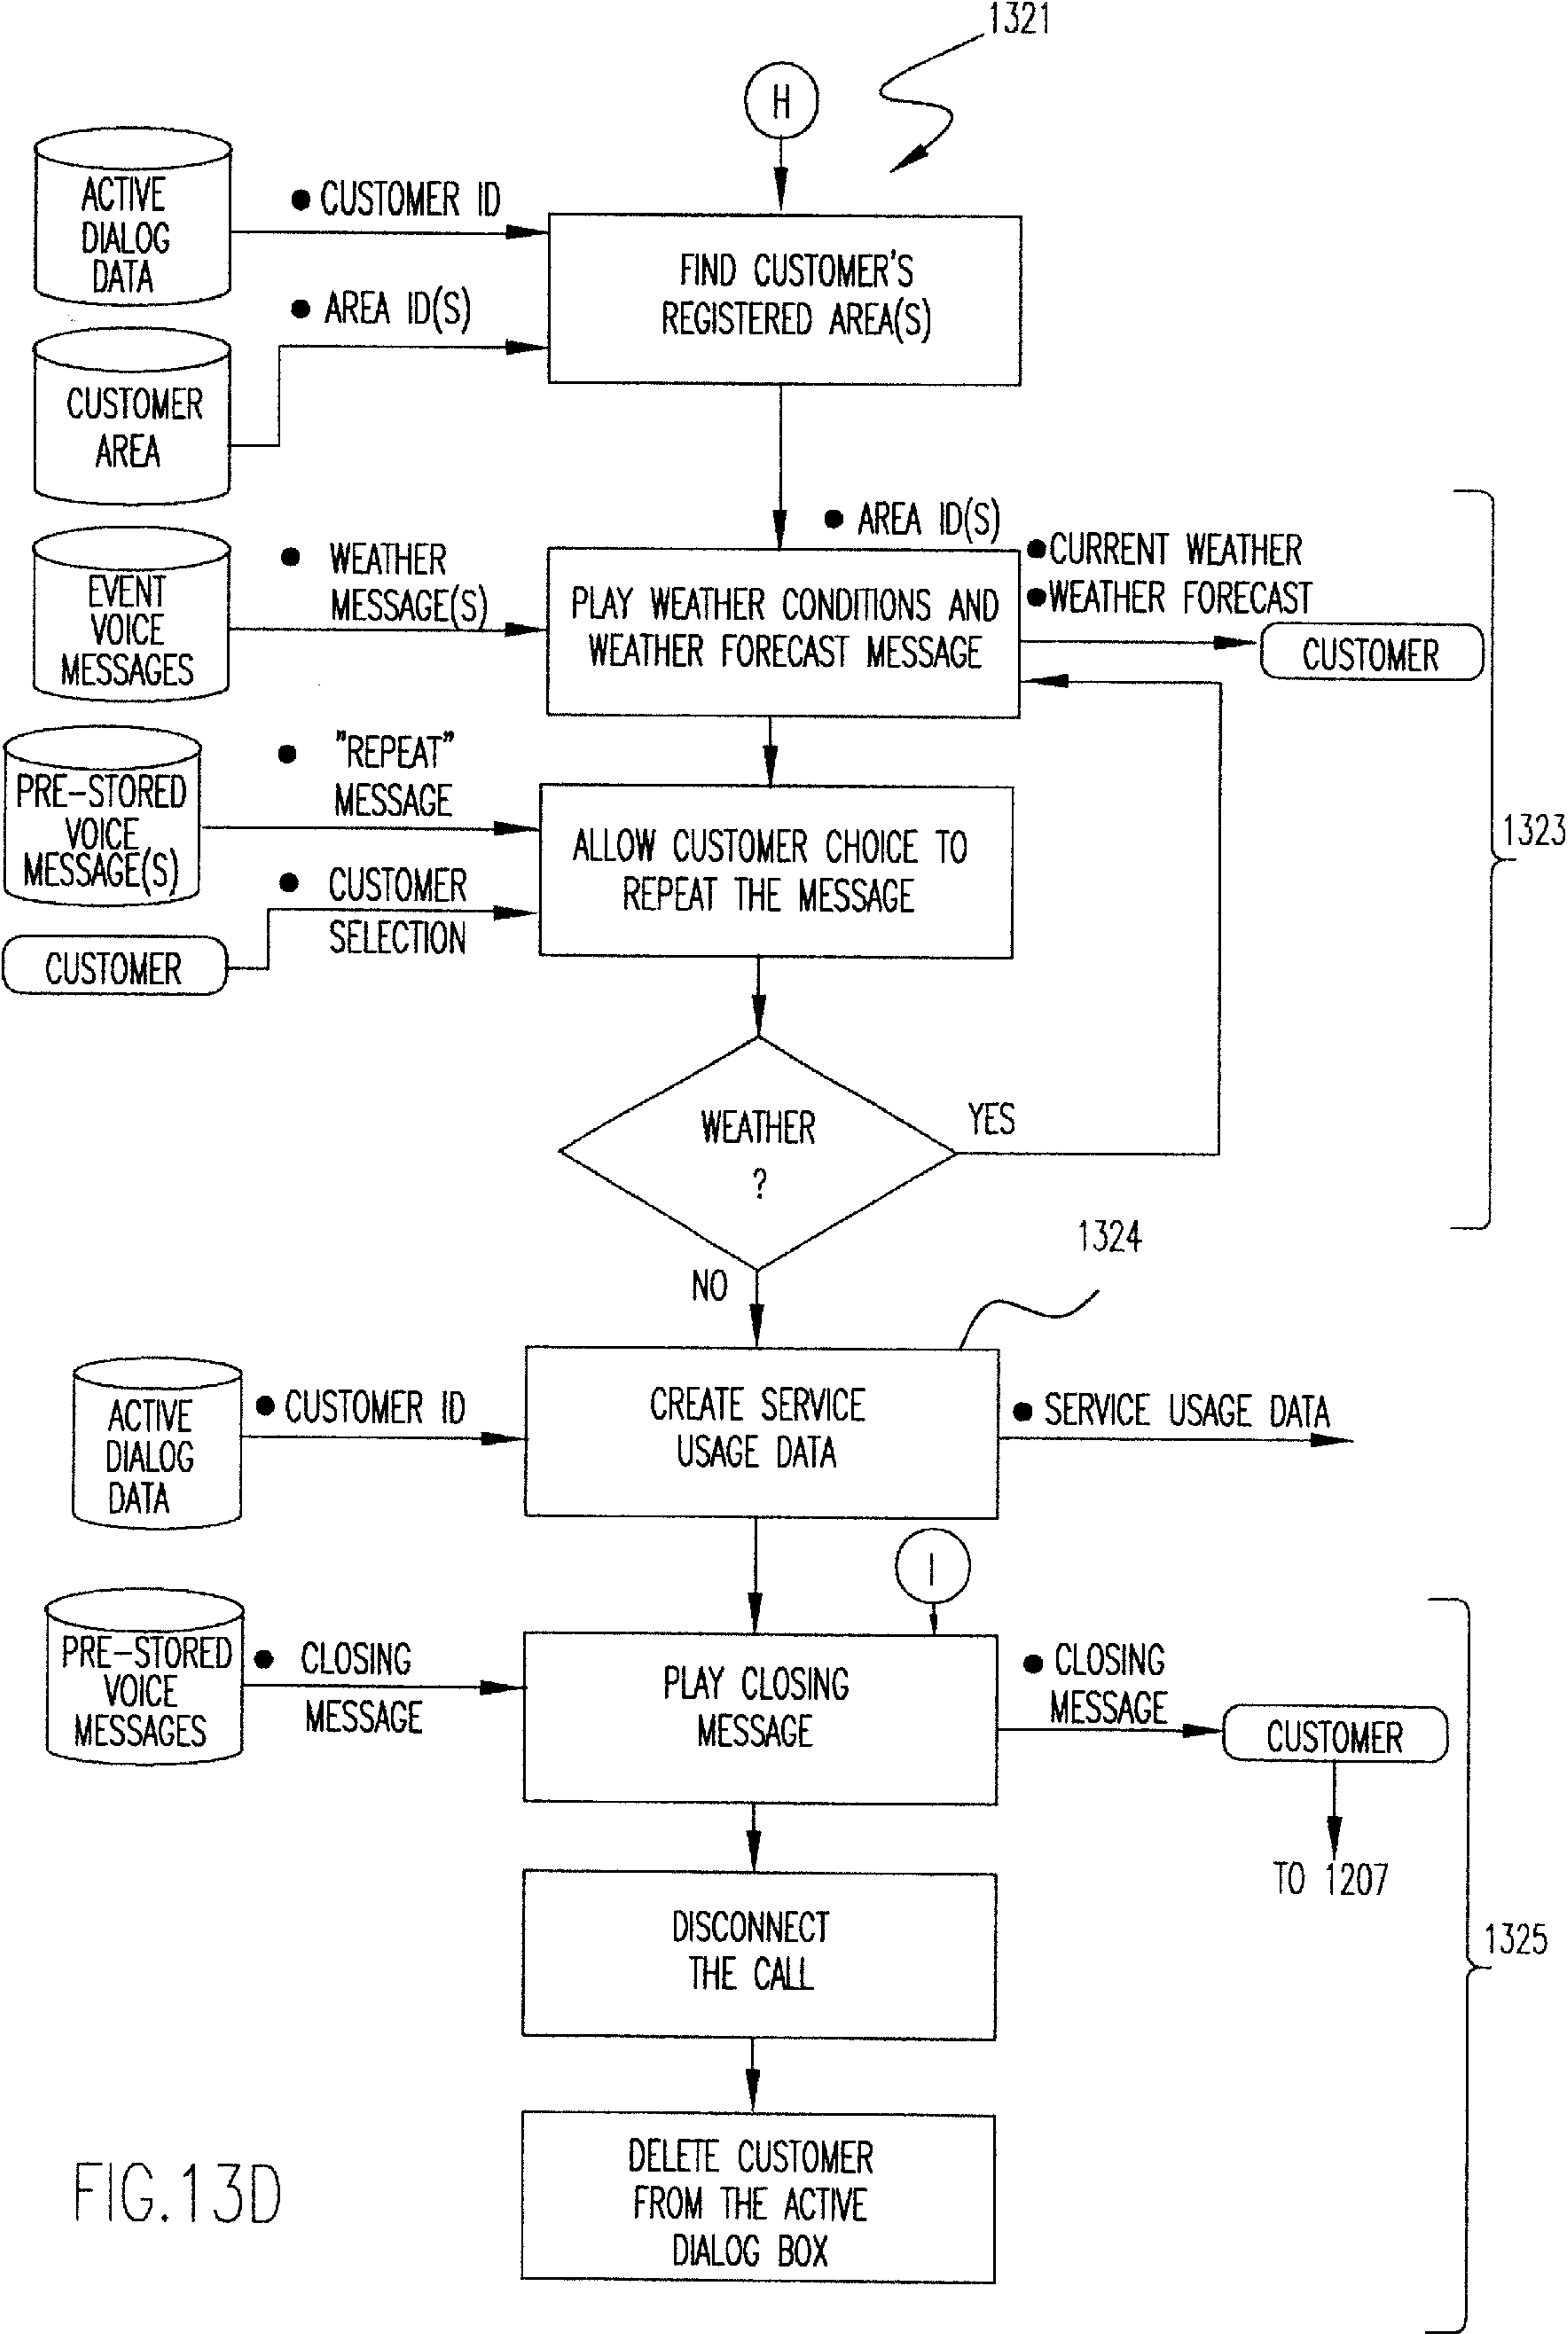 1321
H
ACTIVE
DIALOG
DATA
● CUSTOMER ID
FIND CUSTOMER'S
REGISTERED AREA(S)
● AREA ID(S)
CUSTOMER
AREA
● AREA ID(S)
EVENT
VOICE
MESSAGES
● WEATHER
MESSAGE(S)
PLAY WEATHER CONDITIONS AND
WEATHER FORECAST MESSAGE
● CURRENT WEATHER
● WEATHER FORECAST
CUSTOMER
PRE-STORED
VOICE
MESSAGE(S)
● "REPEAT"
MESSAGE
ALLOW CUSTOMER CHOICE TO
REPEAT THE MESSAGE
1323
● CUSTOMER
SELECTION
CUSTOMER
WEATHER
?
YES
NO
1324
ACTIVE
DIALOG
DATA
● CUSTOMER ID
CREATE SERVICE
USAGE DATA
● SERVICE USAGE DATA
I
PRE-STORED
VOICE
MESSAGES
● CLOSING
MESSAGE
PLAY CLOSING
MESSAGE
● CLOSING
MESSAGE
CUSTOMER
TO 1207
DISCONNECT
THE CALL
1325
DELETE CUSTOMER
FROM THE ACTIVE
DIALOG BOX
FIG.13D